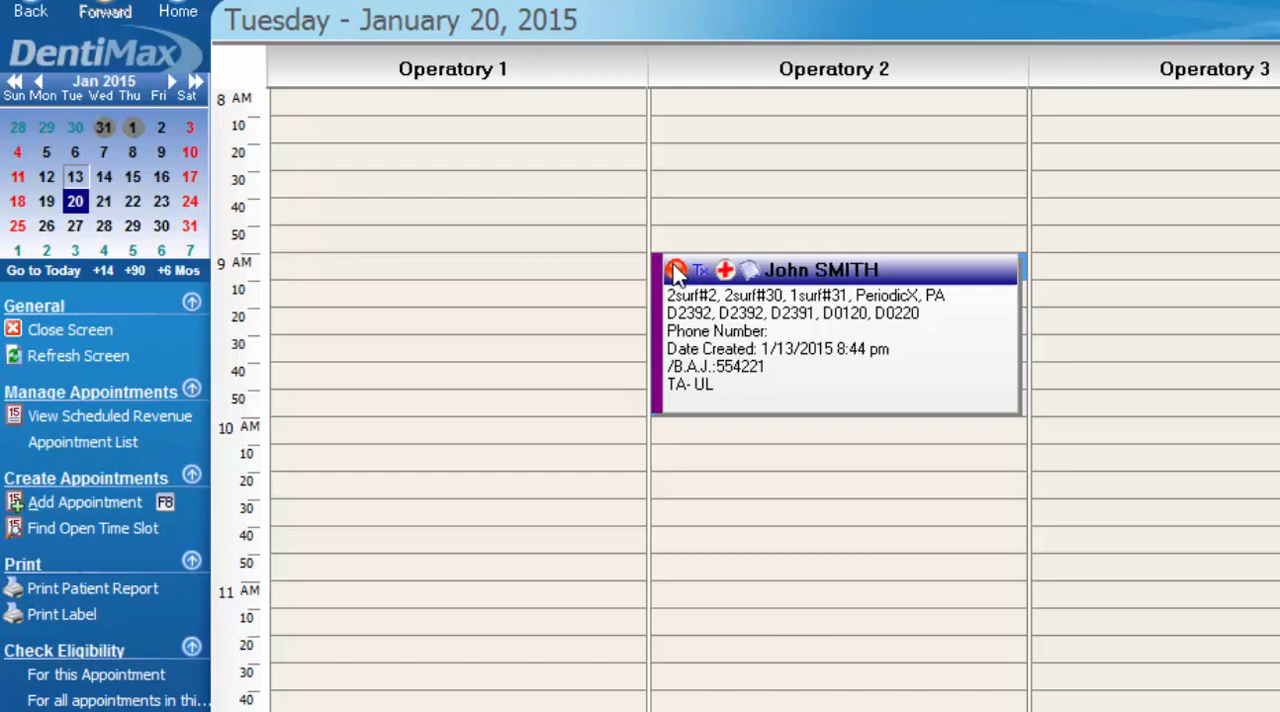 Back Forward Home
DentiMax
Jan 2015
Sun Mon Tue Wed Thu Fri Sat
28 29 30 31 1 2 3
4 5 6 7 8 9 10
11 12 13 14 15 16 17
18 19 20 21 22 23 24
25 26 27 28 29 30 31
1 2 3 4 5 6 7
Go to Today +14 +90 +6 Mos
General
Close Screen
Refresh Screen
Manage Appointments
15 View Scheduled Revenue
Appointment List
Create Appointments
15 Add Appointment F8
15 Find Open Time Slot
Print
Print Patient Report
Print Label
Check Eligibility
For this Appointment
For all appointments in thi...
Tuesday - January 20, 2015
Operatory 1 Operatory 2 Operatory 3
8 AM
10
20
30
40
50
9 AM
10
20
30
40
50
10 AM
10
20
30
40
50
11 AM
10
20
30
40
Tx John SMITH
2surf#2, 2surf#30, 1surf#31, PeriodicX, PA
D2392, D2392, D2391, D0120, D0220
Phone Number:
Date Created: 1/13/2015 8:44 pm
/B.A.J.:554221
TA- UL